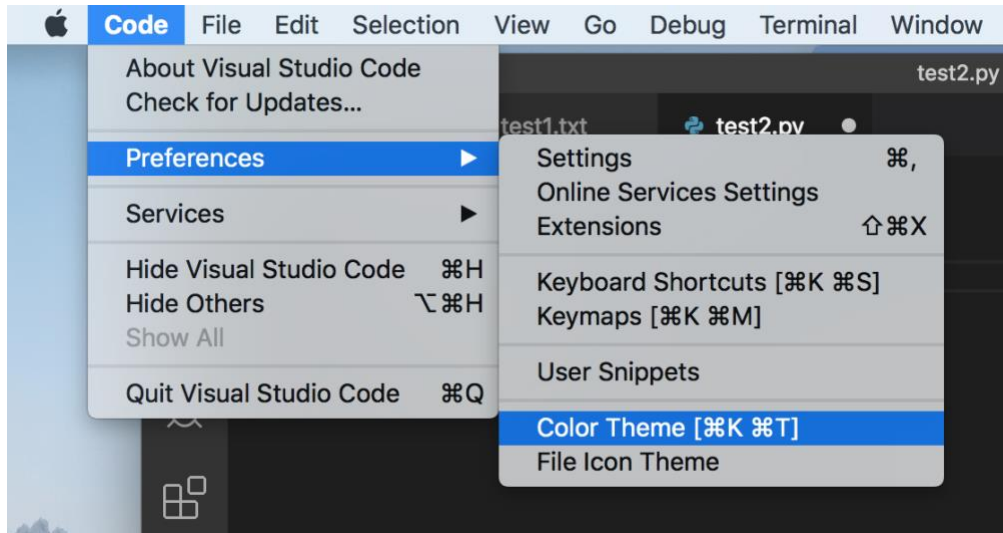 Code File Edit Selection View Go Debug Terminal Window
test2.py
test1.txt test2.py
About Visual Studio Code
Check for Updates...
Preferences ▶
Services ▶
Hide Visual Studio Code ⌘H
Hide Others ⌥⌘H
Show All
Quit Visual Studio Code ⌘Q
Settings ⌘,
Online Services Settings
Extensions ⇧⌘X
Keyboard Shortcuts [⌘K ⌘S]
Keymaps [⌘K ⌘M]
User Snippets
Color Theme [⌘K ⌘T]
File Icon Theme